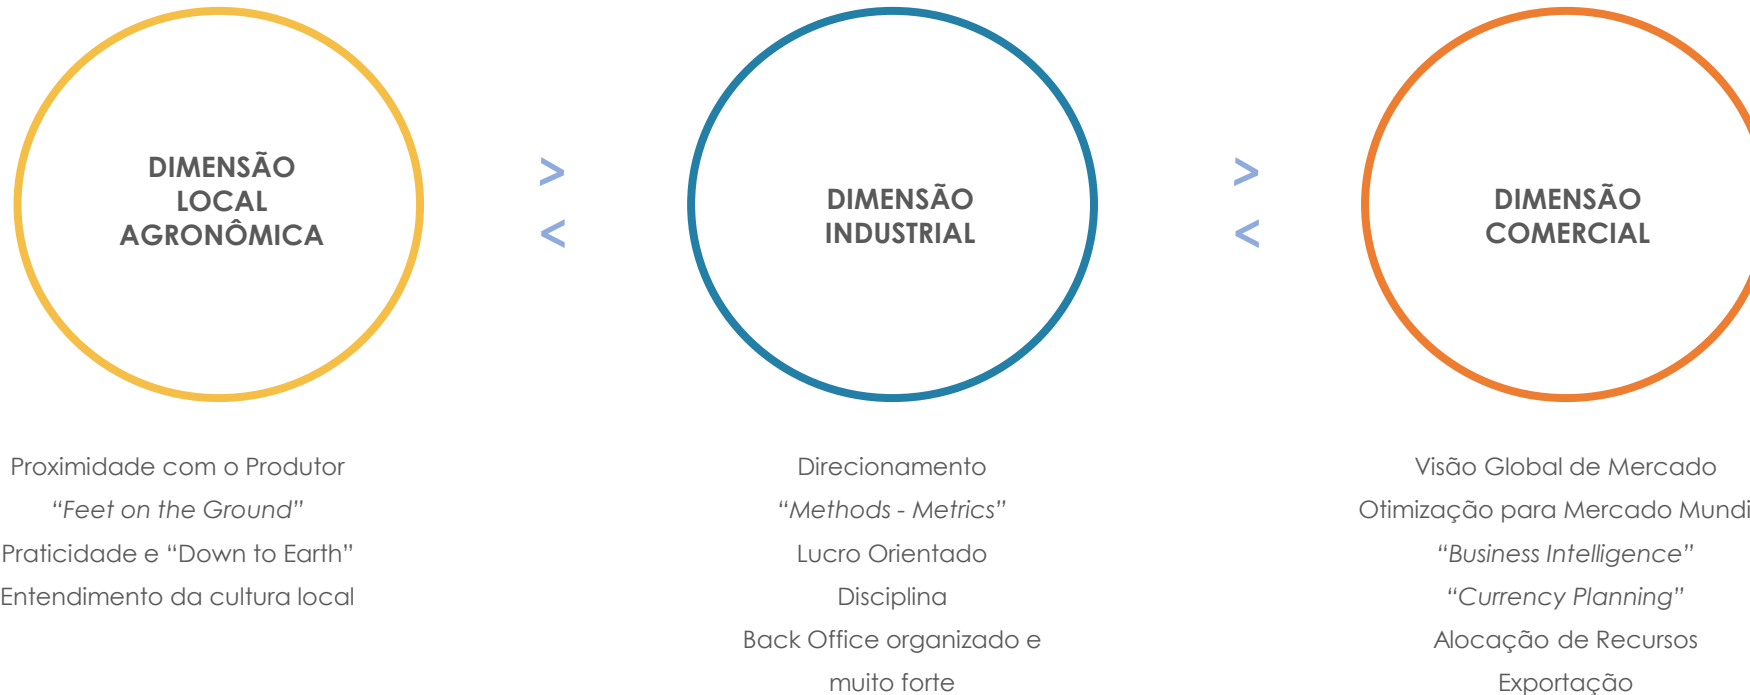 DIMENSÃO
LOCAL
AGRONÔMICA
>
<
DIMENSÃO
INDUSTRIAL
>
<
DIMENSÃO
COMERCIAL
Proximidade com o Produtor
“Feet on the Ground”
Praticidade e “Down to Earth”
Entendimento da cultura local
Direcionamento
“Methods - Metrics”
Lucro Orientado
Disciplina
Back Office organizado e
muito forte
Visão Global de Mercado
Otimização para Mercado Mundi
“Business Intelligence”
“Currency Planning”
Alocação de Recursos
Exportação